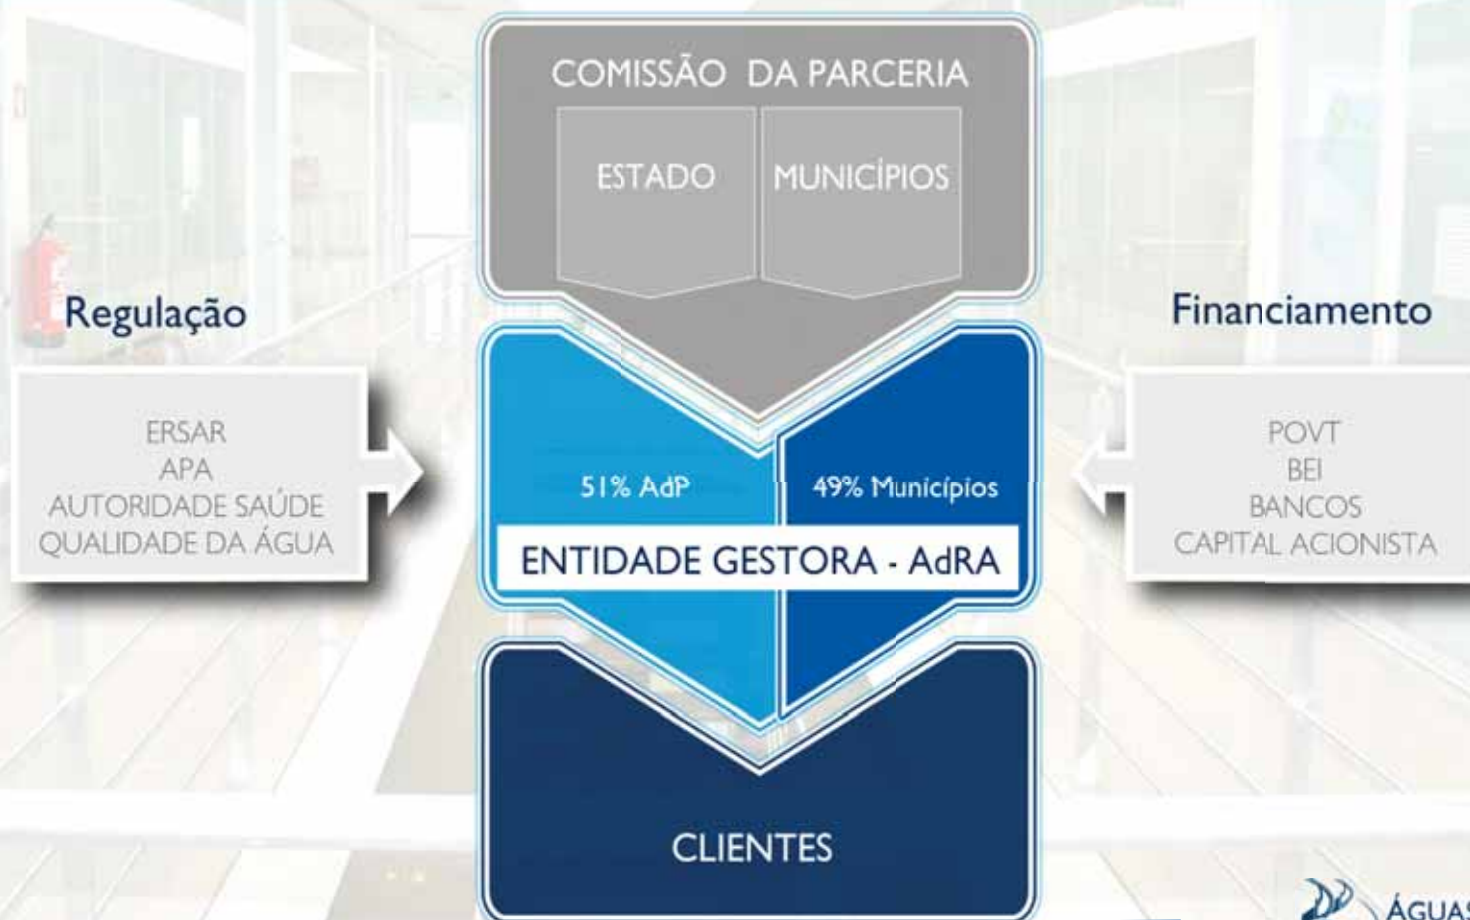 COMISSÃO DA PARCERIA
ESTADO
MUNICÍPIOS
Regulação
ERSAR
APA
AUTORIDADE SAÚDE
QUALIDADE DA ÁGUA
Financiamento
POVT
BEI
BANCOS
CAPITAL ACIONISTA
51% AdP
49% Municípios
ENTIDADE GESTORA - AdRA
CLIENTES
ÁGUAS